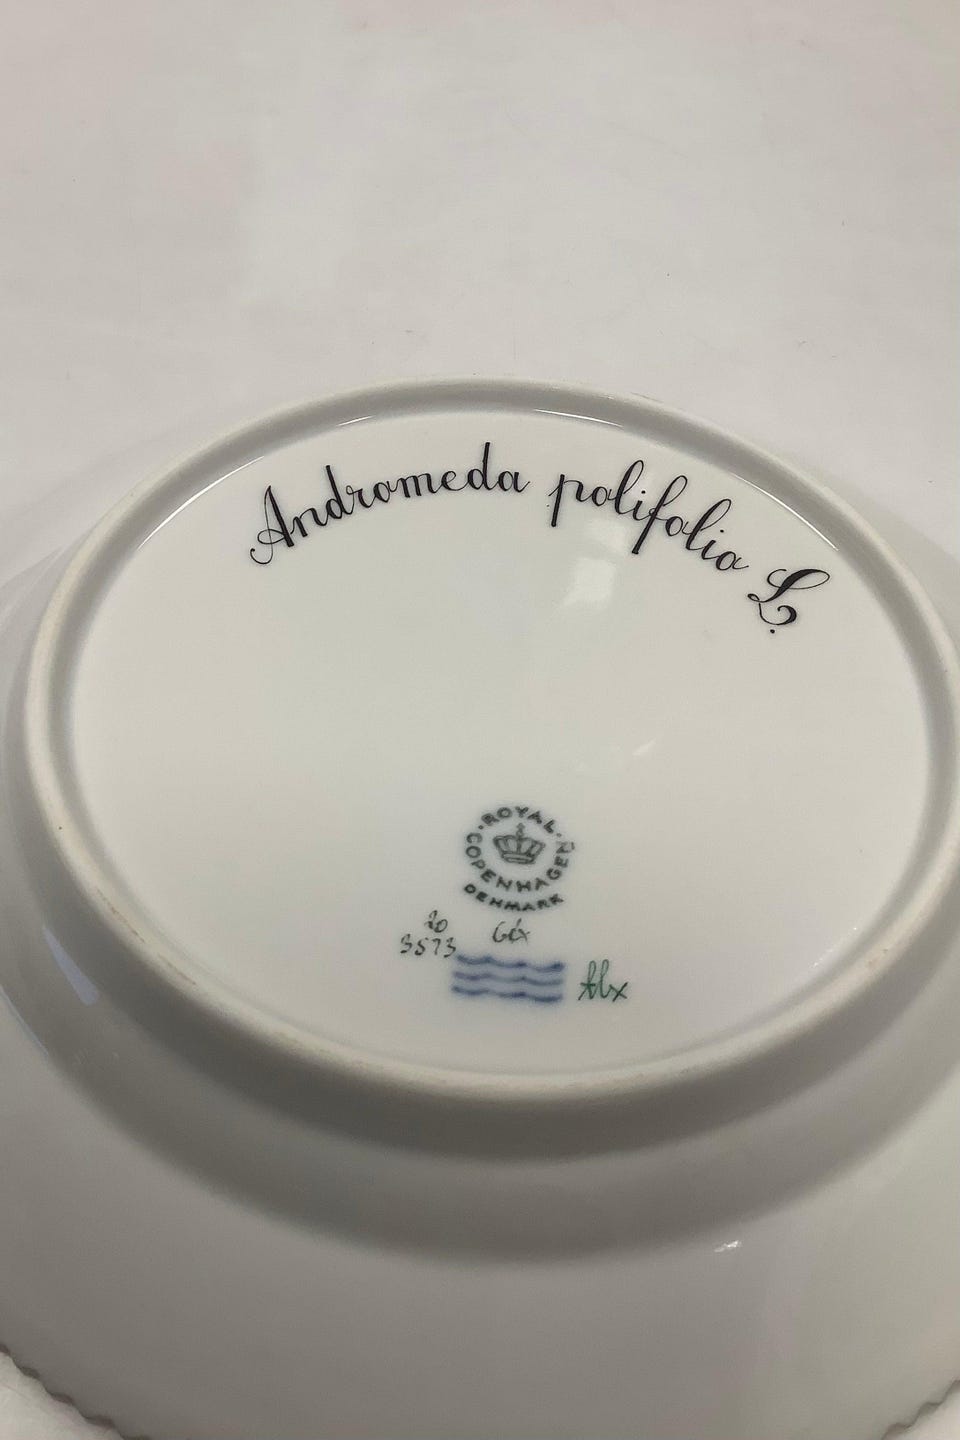 Andromeda polifolia L.
ROYAL
COPENHAGEN
DENMARK
20
3573